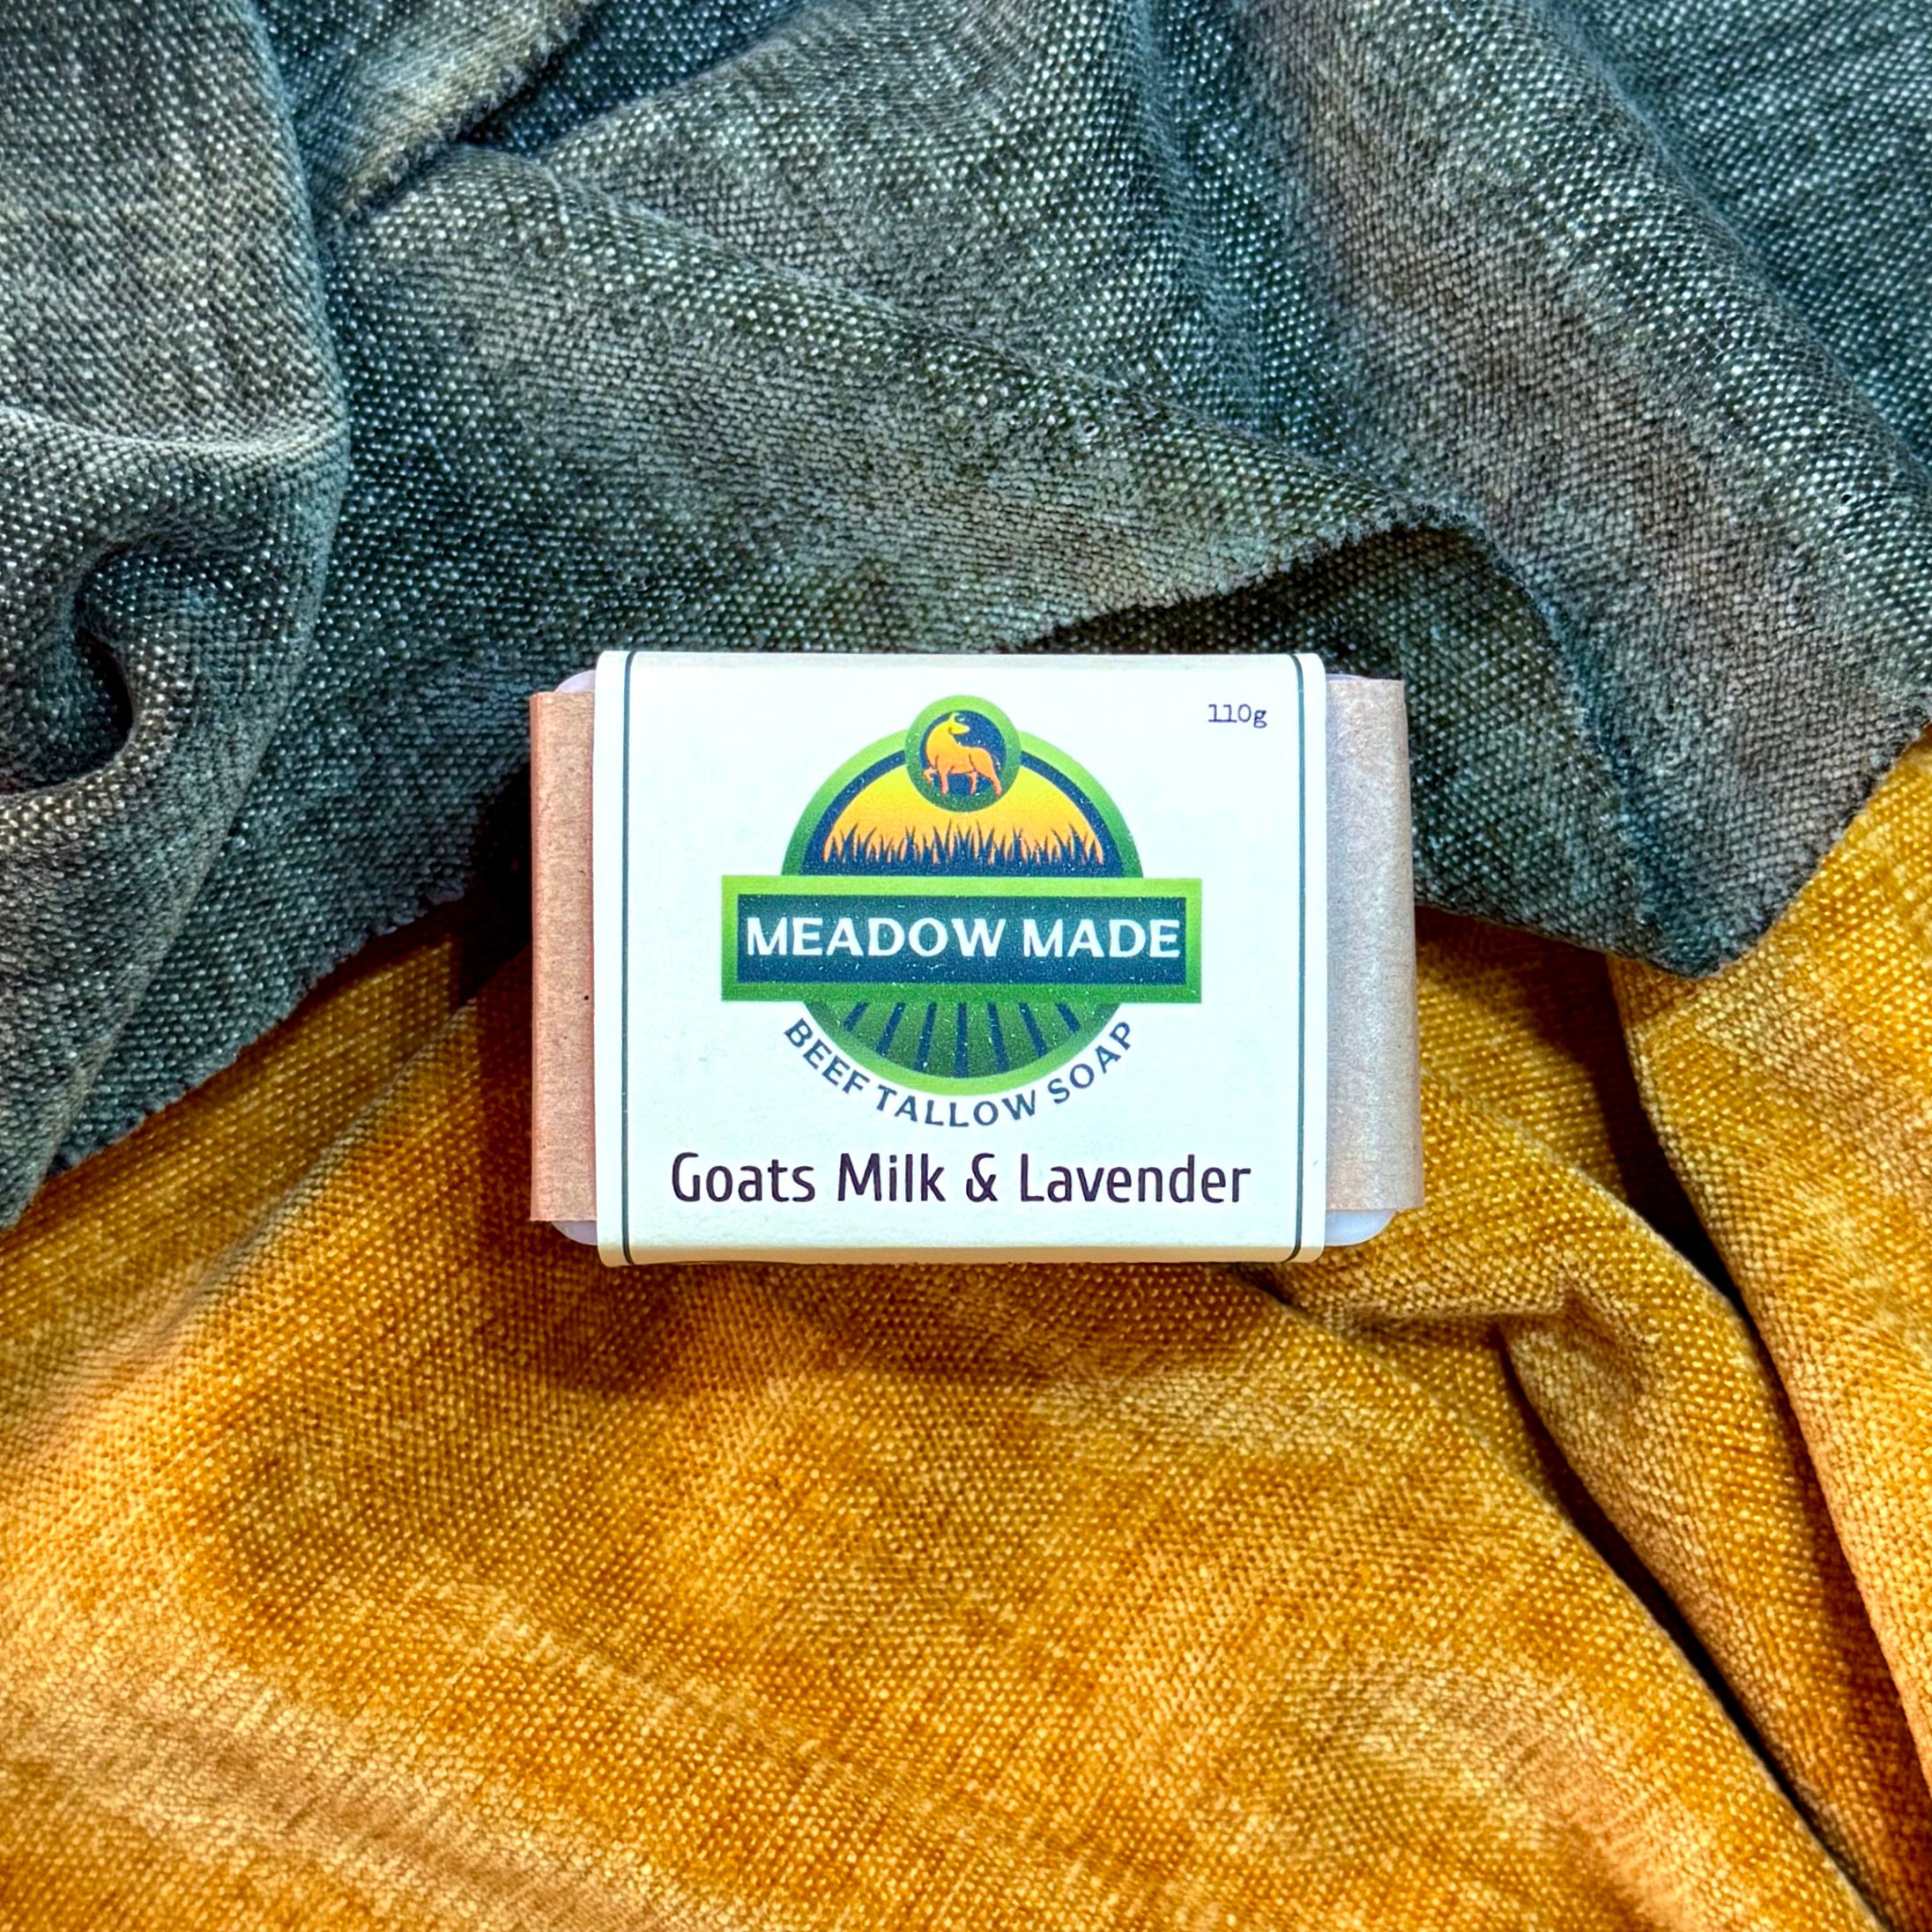 110g
MEADOW MADE
BEEF TALLOW SOAP
Goats Milk & Lavender